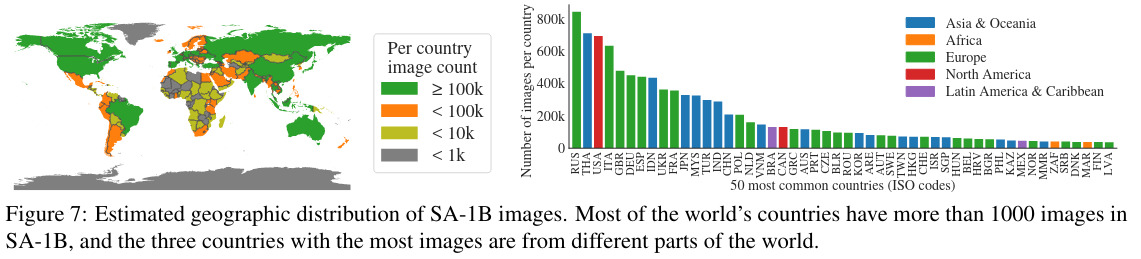 Per country
image count
≥ 100k
< 100k
< 10k
< 1k
Number of images per country
800k
600k
400k
200k
0
Asia & Oceania
Africa
Europe
North America
Latin America & Caribbean
RUS THA USA ITA GBR DEU ESP IDN UKR FRA JPN MYS TUR IND CHN POL NLD VNM BRA CAN GRC AUS PRT CZE BLR ROU KOR ARE AUT SWE TWN HKG CHE ISR SGP HUN BEL HRV BGR PHL KAZ MEX NOR MMR ZAF SRB DNK MAR FIN LVA
50 most common countries (ISO codes)
Figure 7: Estimated geographic distribution of SA-1B images. Most of the world's countries have more than 1000 images in
SA-1B, and the three countries with the most images are from different parts of the world.